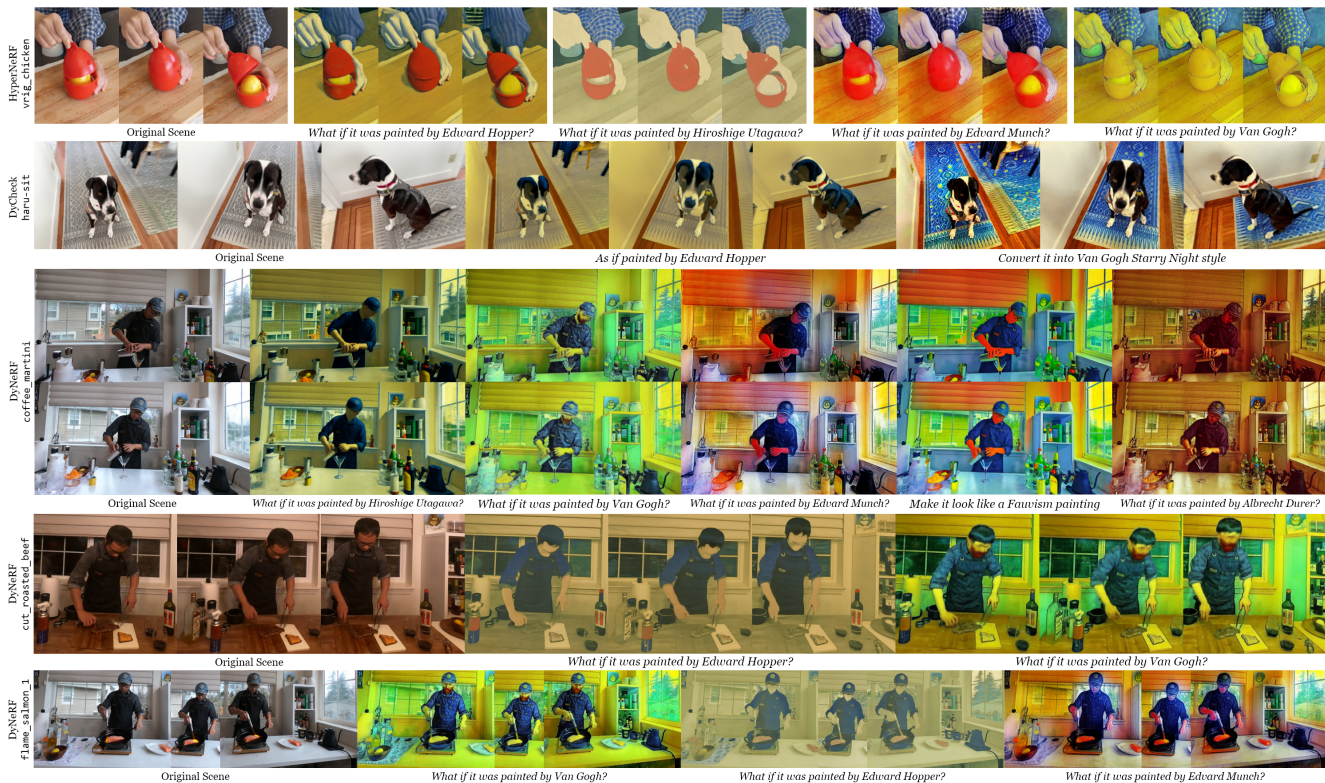 HyperNeRF
vrig_chicken
Original Scene
What if it was painted by Edward Hopper?
What if it was painted by Hiroshige Utagawa?
What if it was painted by Edvard Munch?
What if it was painted by Van Gogh?
DyCheck
haru-sit
Original Scene
As if painted by Edward Hopper
Convert it into Van Gogh Starry Night style
DyNeRF
coffee_martini
Original Scene
What if it was painted by Hiroshige Utagawa?
What if it was painted by Van Gogh?
What if it was painted by Edvard Munch?
Make it look like a Fauvism painting
What if it was painted by Albrecht Durer?
DyNeRF
cut_roasted_beef
Original Scene
What if it was painted by Edward Hopper?
What if it was painted by Van Gogh?
DyNeRF
flame_salmon_1
Original Scene
What if it was painted by Van Gogh?
What if it was painted by Edward Hopper?
What if it was painted by Edvard Munch?